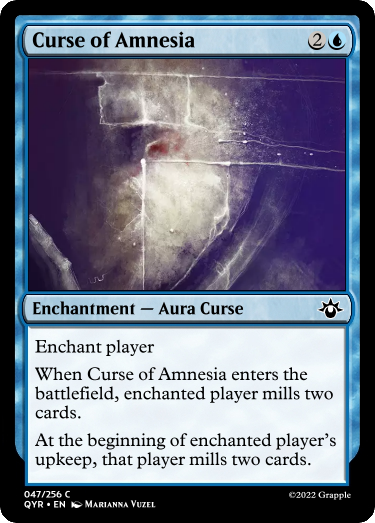 Curse of Amnesia 2
Enchantment — Aura Curse
Enchant player
When Curse of Amnesia enters the
battlefield, enchanted player mills two
cards.
At the beginning of enchanted player's
upkeep, that player mills two cards.
047/256 C
QYR • EN Marianna Vuzel
©2022 Grapple